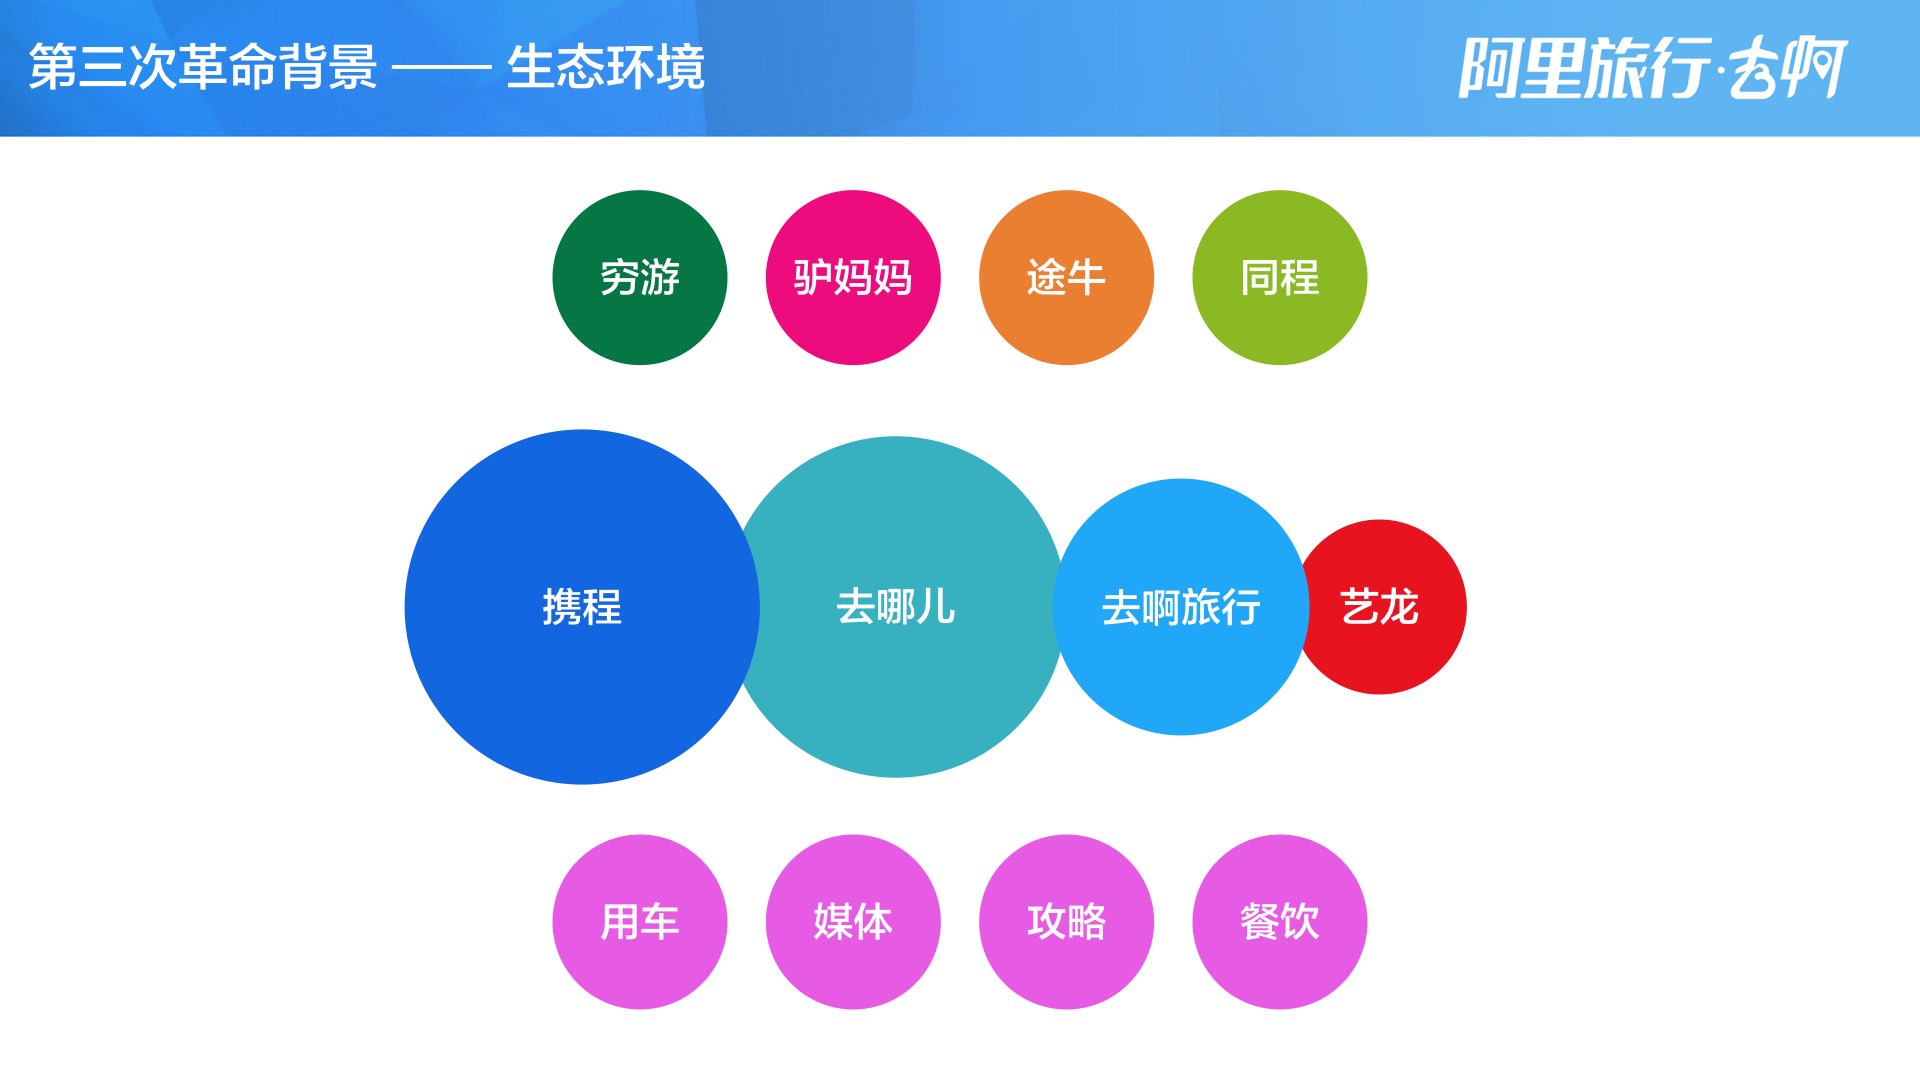 第三次革命背景 —— 生态环境
阿里旅行·去啊
穷游
驴妈妈
途牛
同程
携程
去哪儿
去啊旅行
艺龙
用车
媒体
攻略
餐饮